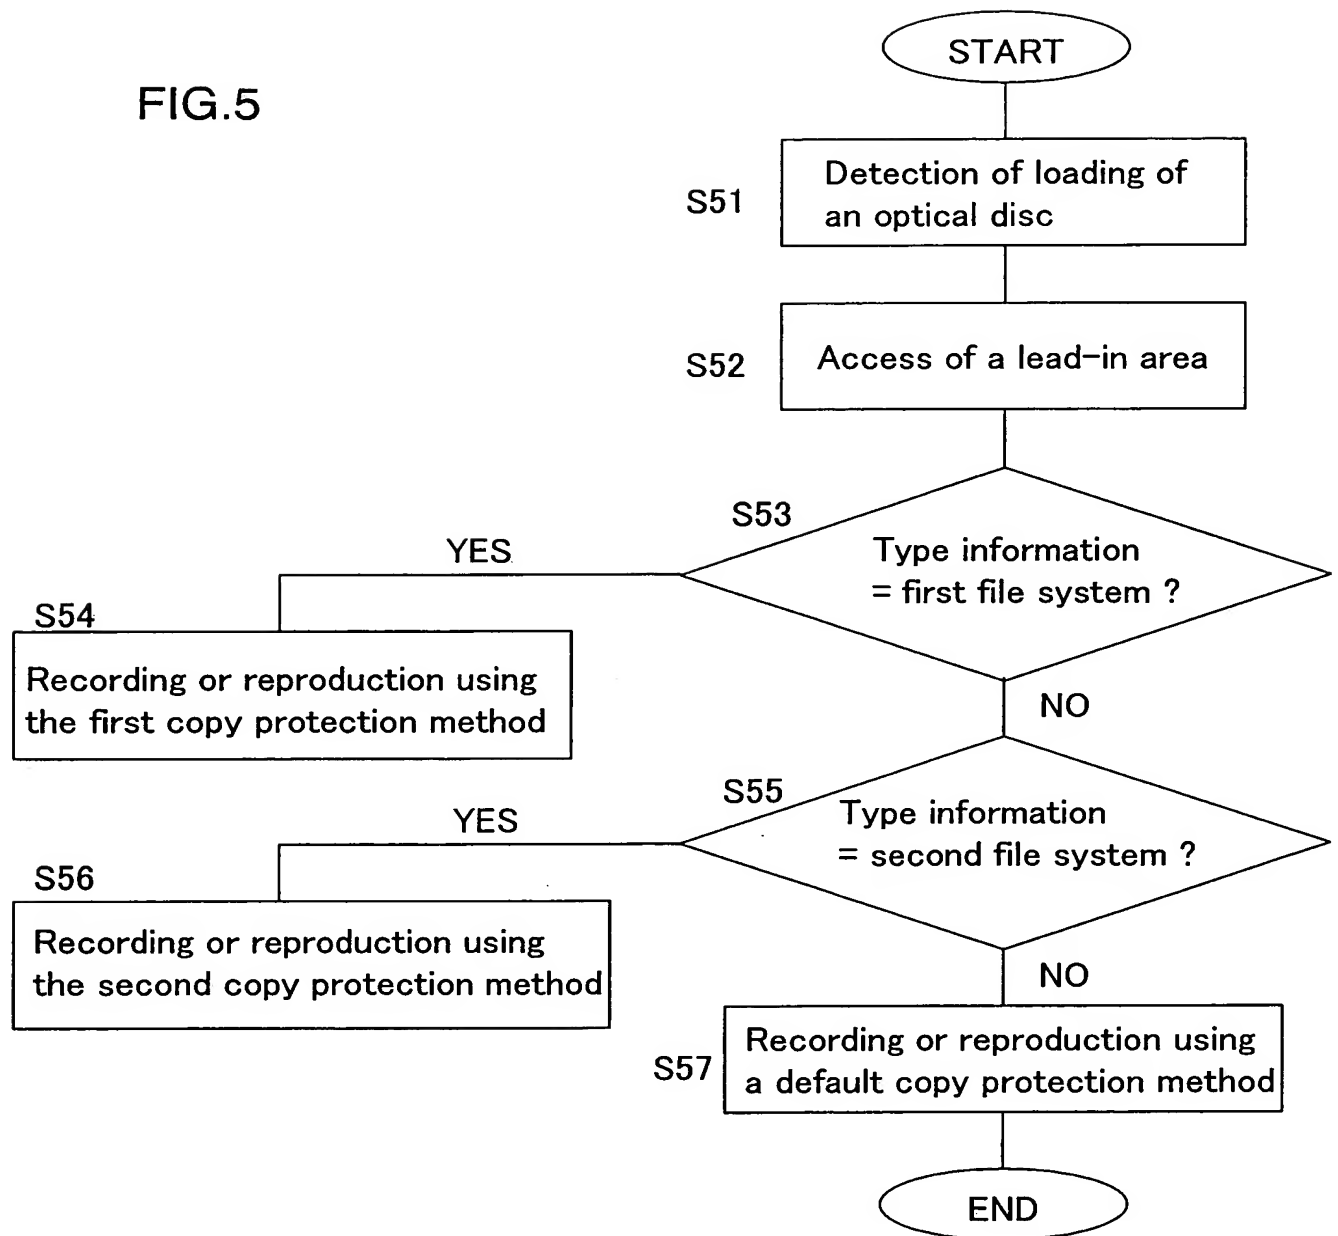 START
FIG.5
S51
Detection of loading of
an optical disc
S52
Access of a lead-in area
S53
Type information
= first file system ?
YES
S54
Recording or reproduction using
the first copy protection method
NO
S55
Type information
= second file system ?
YES
S56
Recording or reproduction using
the second copy protection method
NO
S57
Recording or reproduction using
a default copy protection method
END